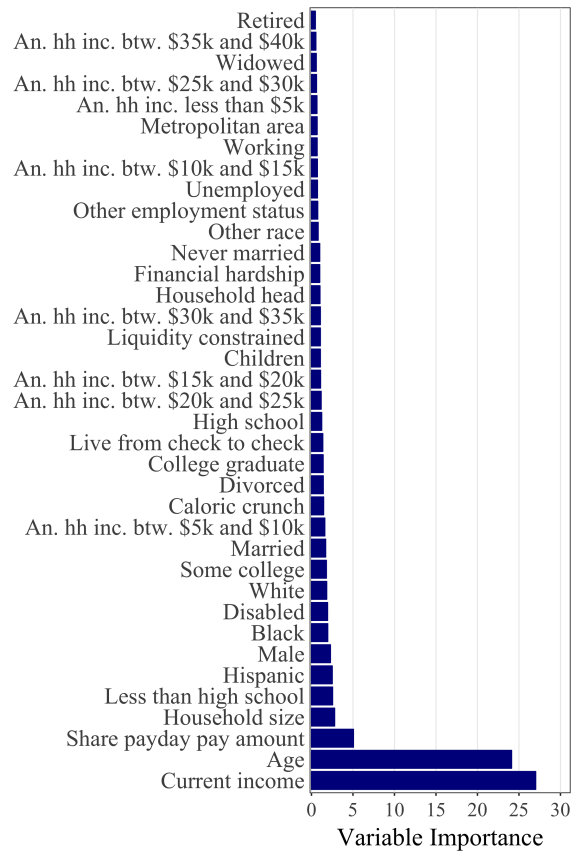 Retired
An. hh inc. btw. $35k and $40k
Widowed
An. hh inc. btw. $25k and $30k
An. hh inc. less than $5k
Metropolitan area
Working
An. hh inc. btw. $10k and $15k
Unemployed
Other employment status
Other race
Never married
Financial hardship
Household head
An. hh inc. btw. $30k and $35k
Liquidity constrained
Children
An. hh inc. btw. $15k and $20k
An. hh inc. btw. $20k and $25k
High school
Live from check to check
College graduate
Divorced
Caloric crunch
An. hh inc. btw. $5k and $10k
Married
Some college
White
Disabled
Black
Male
Hispanic
Less than high school
Household size
Share payday pay amount
Age
Current income
0 5 10 15 20 25 30
Variable Importance